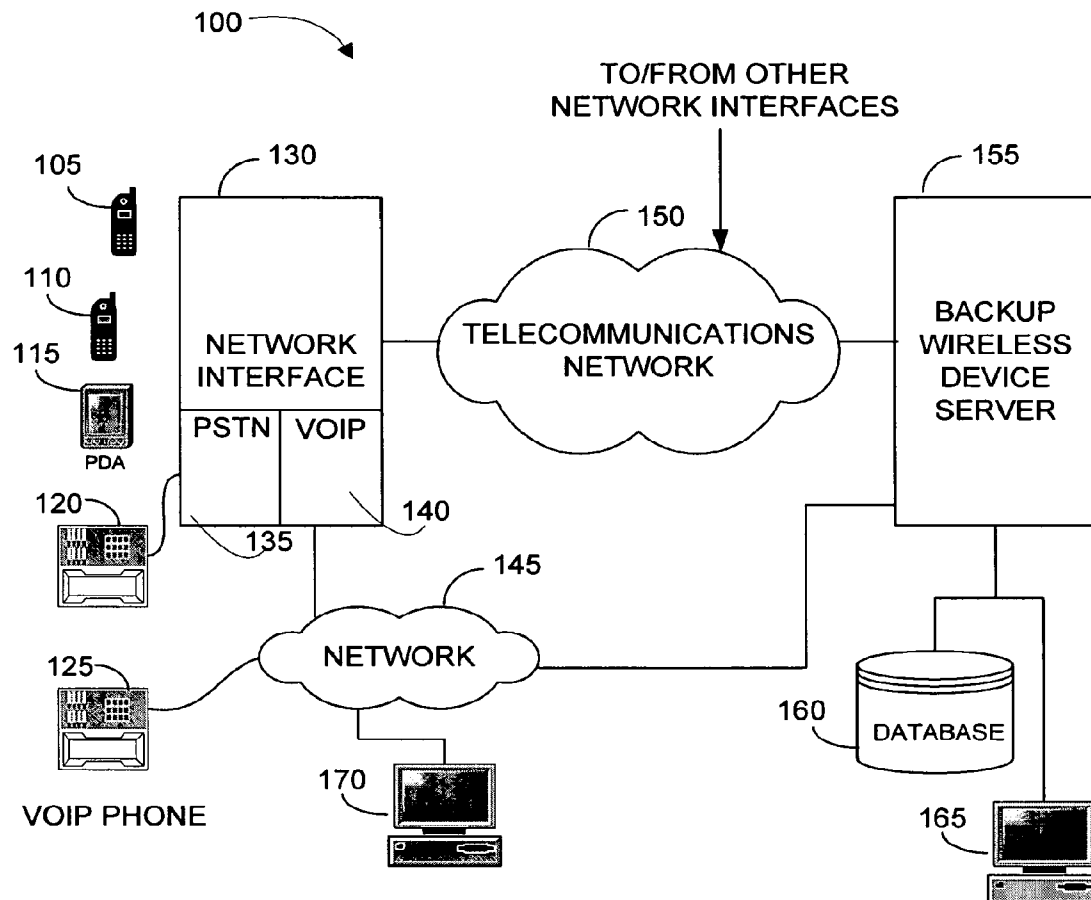 100
TO/FROM OTHER
NETWORK INTERFACES
105
130
150
155
110
115
PDA
NETWORK
INTERFACE
PSTN
VOIP
TELECOMMUNICATIONS
NETWORK
BACKUP
WIRELESS
DEVICE
SERVER
120
135
140
145
NETWORK
125
VOIP PHONE
160
DATABASE
170
165